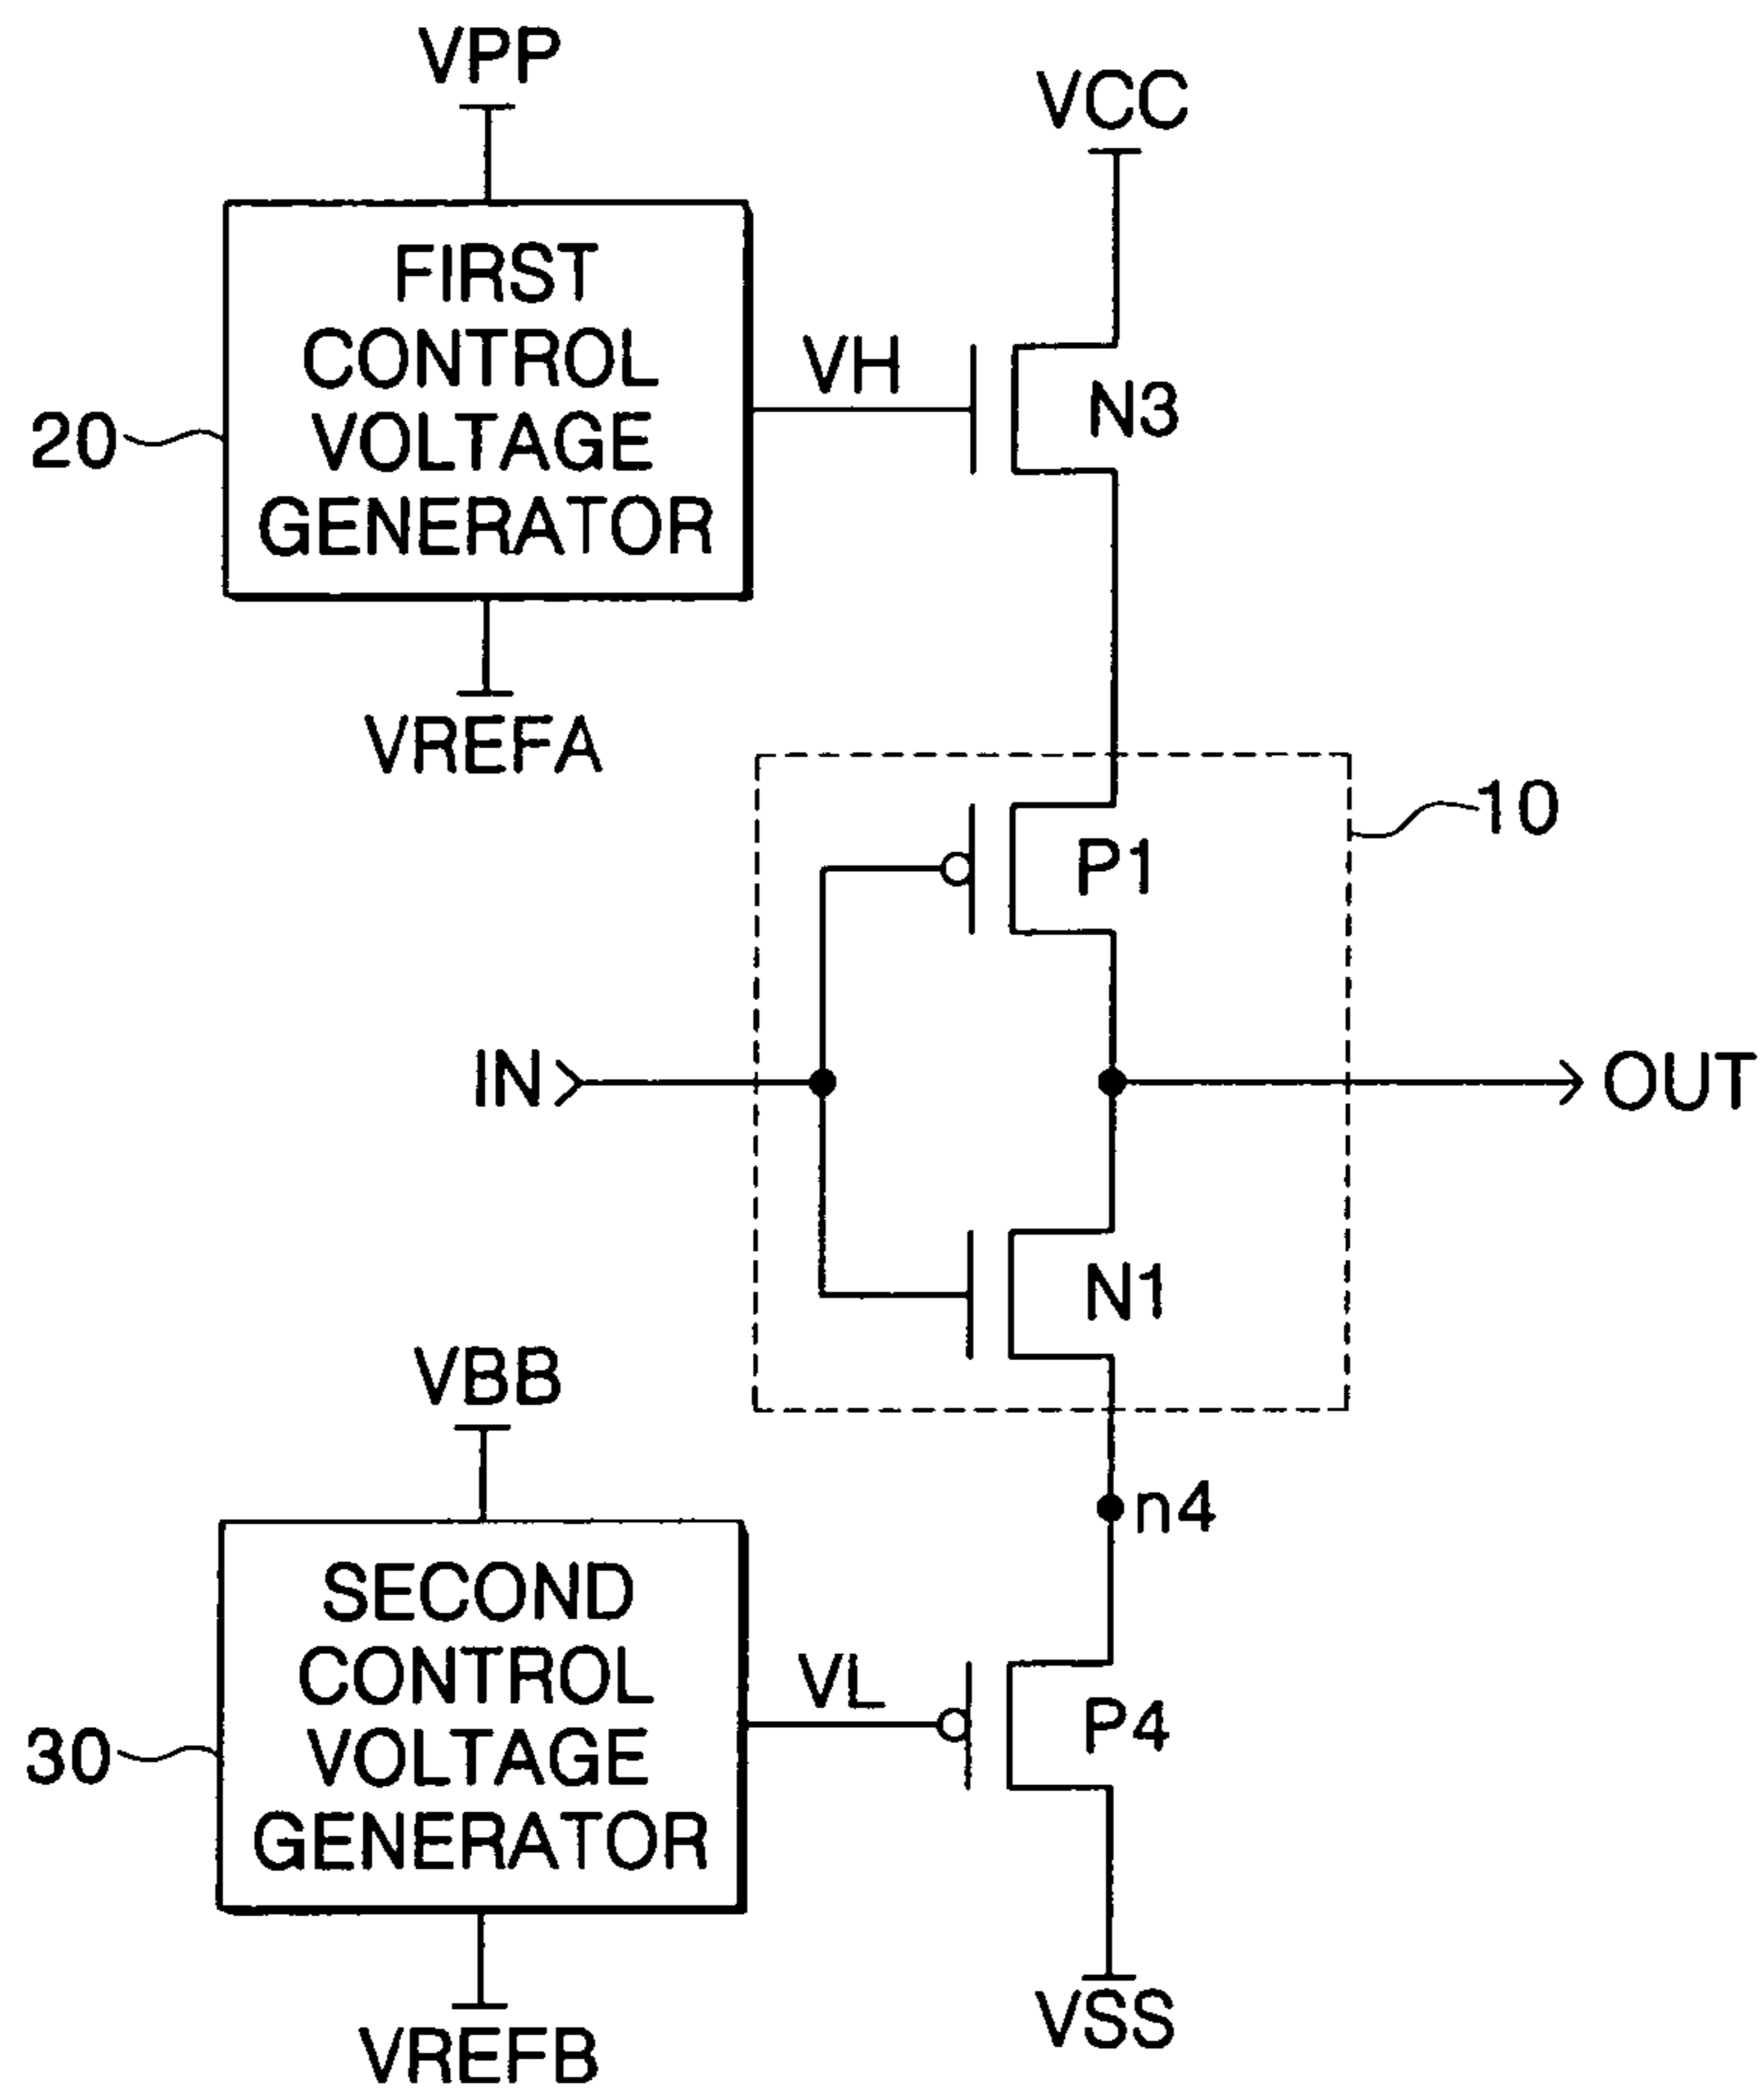 VPP
VCC
FIRST
CONTROL
VOLTAGE
GENERATOR
20
VH
N3
VREFA
10
P1
IN
OUT
N1
VBB
n4
SECOND
CONTROL
VOLTAGE
GENERATOR
30
VL
P4
VSS
VREFB